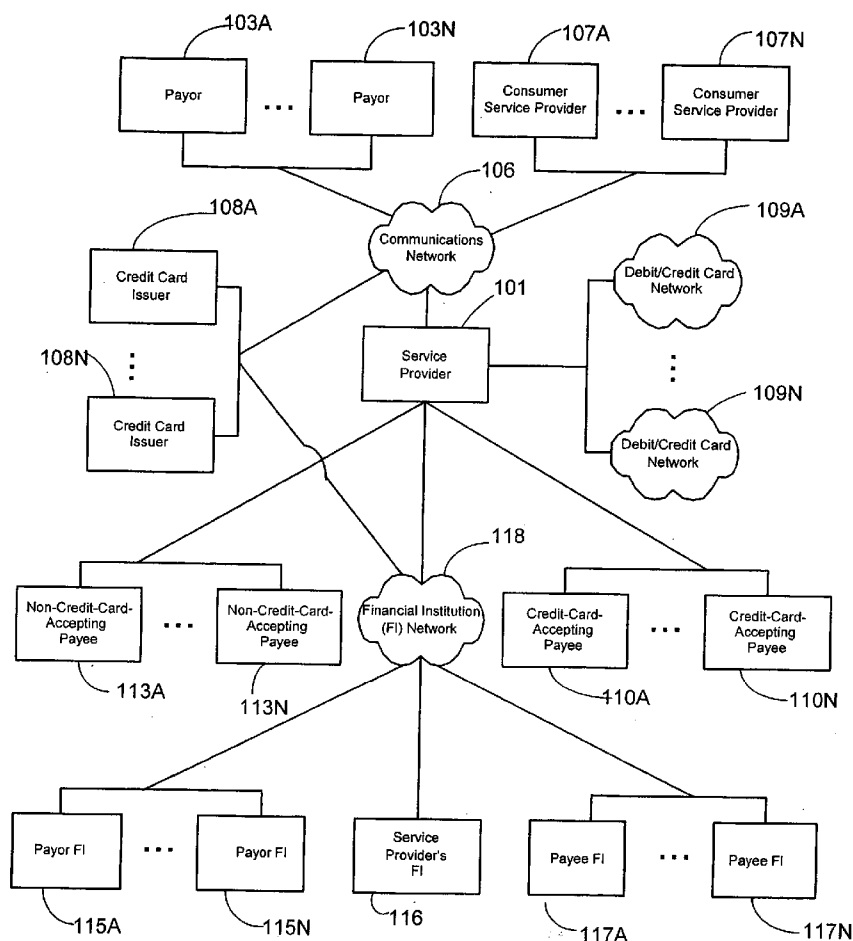 103A
103N
107A
107N
Payor
...
Payor
Consumer
Service Provider
...
Consumer
Service Provider
106
108A
109A
Communications
Network
Credit Card
Issuer
101
Debit/Credit Card
Network
108N
Service
Provider
109N
Credit Card
Issuer
Debit/Credit Card
Network
118
Non-Credit-Card-
Accepting
Payee
...
Non-Credit-Card-
Accepting
Payee
Financial Institution
(FI) Network
Credit-Card-
Accepting
Payee
...
Credit-Card-
Accepting
Payee
113A
113N
110A
110N
Payor FI
...
Payor FI
Service
Provider's
FI
Payee FI
...
Payee FI
115A
115N
116
117A
117N